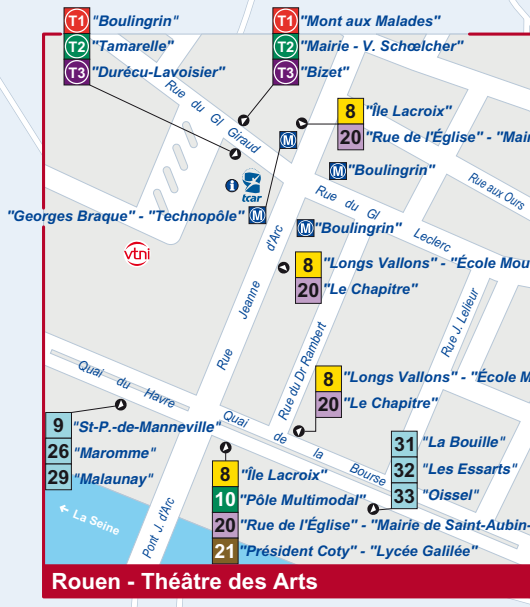 T1 "Boulingrin"
T2 "Tamarelle"
T3 "Durécu-Lavoisier"
T1 "Mont aux Malades"
T2 "Mairie - V. Schœlcher"
T3 "Bizet"
Rue du Gl Giraud
8 "Île Lacroix"
20 "Rue de l'Église" - "Mair
M
M "Boulingrin"
i tcar
Rue aux Ours
"Georges Braque" - "Technopôle" M
Rue du Gl Leclerc
M "Boulingrin"
vtni
8 "Longs Vallons" - "École Mou
20 "Le Chapitre"
Rue Jeanne d'Arc
Rue J. Lelieur
Rue du Dr Rambert
Quai du Havre
8 "Longs Vallons" - "École M
20 "Le Chapitre"
Quai de la Bourse
9 "St-P.-de-Manneville"
26 "Maromme"
29 "Malaunay"
31 "La Bouille"
32 "Les Essarts"
33 "Oissel"
8 "Île Lacroix"
10 "Pôle Multimodal"
20 "Rue de l'Église" - "Mairie de Saint-Aubin-
21 "Président Coty" - "Lycée Galilée"
← La Seine
Pont J. d'Arc
Rouen - Théâtre des Arts